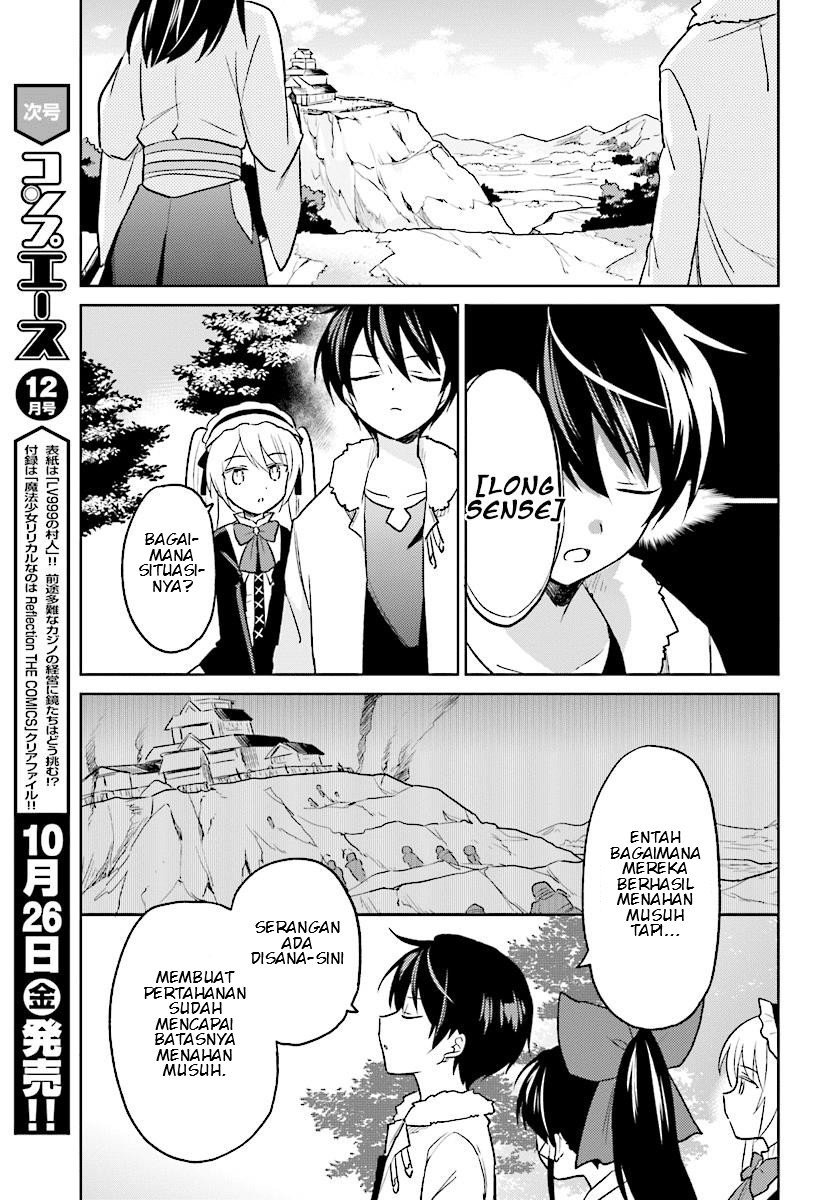 次号
コンプエース
12
月号
表紙は「LV999の村人」!! 前途多難なカジノの経営に鏡たちはどう挑む!?
付録は「魔法少女リリカルなのは Reflection THE COMICS」クリアファイル!!
10月26日㊎発売!!
[LONG
SENSE]
BAGAI-
MANA
SITUASI-
NYA?
ENTAH
BAGAIMANA
MEREKA
BERHASIL
MENAHAN
MUSUH
TAPI...
SERANGAN
ADA
DISANA-SINI
MEMBUAT
PERTAHANAN
SUDAH
MENCAPAI
BATASNYA
MENAHAN
MUSUH.